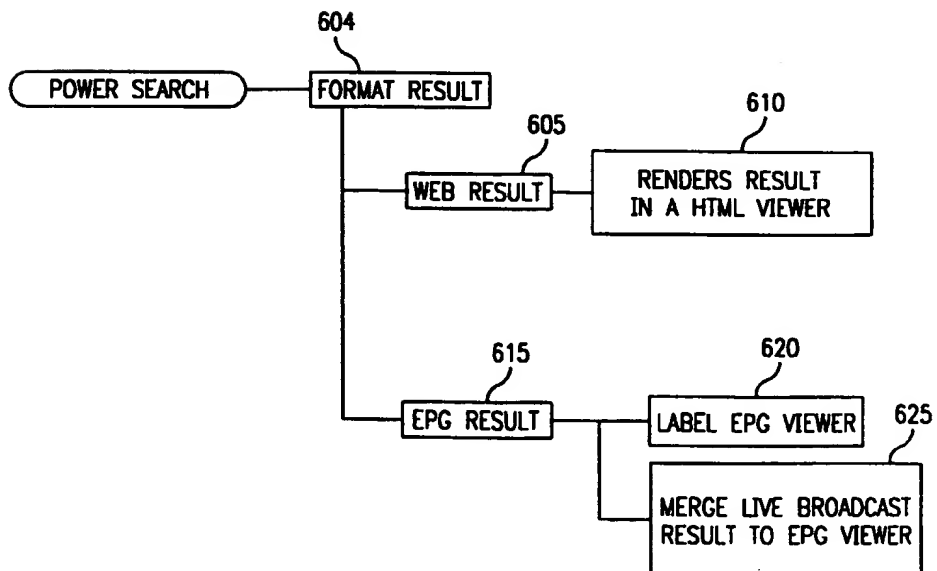 604
POWER SEARCH
FORMAT RESULT
610
605
WEB RESULT
RENDERS RESULT
IN A HTML VIEWER
615
620
EPG RESULT
LABEL EPG VIEWER
625
MERGE LIVE BROADCAST
RESULT TO EPG VIEWER